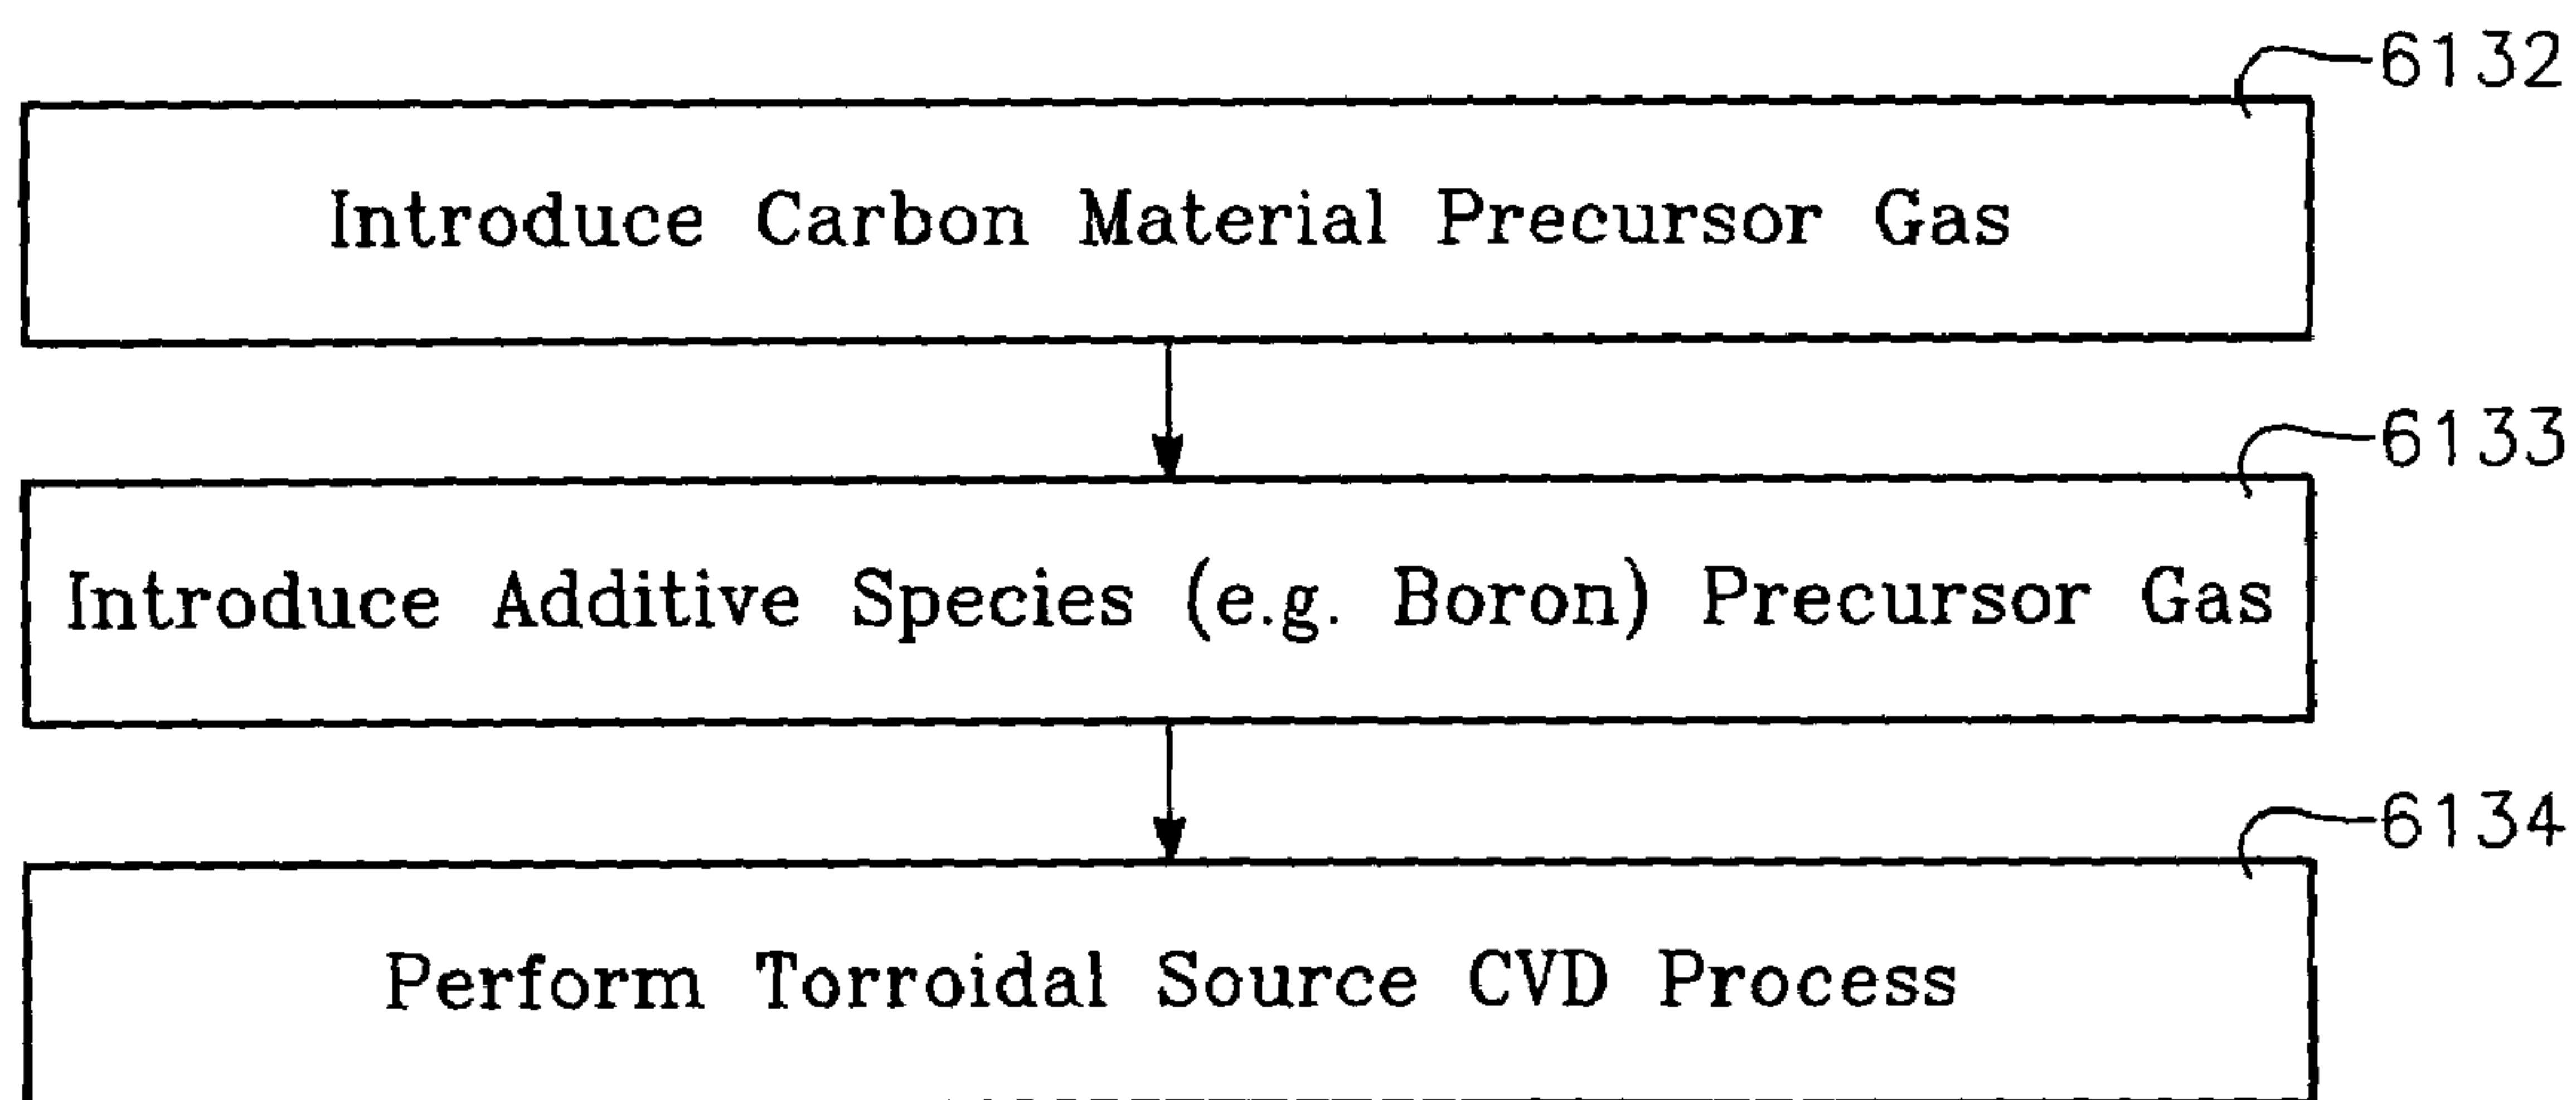 6132
Introduce Carbon Material Precursor Gas
6133
Introduce Additive Species (e.g. Boron) Precursor Gas
6134
Perform Torroidal Source CVD Process